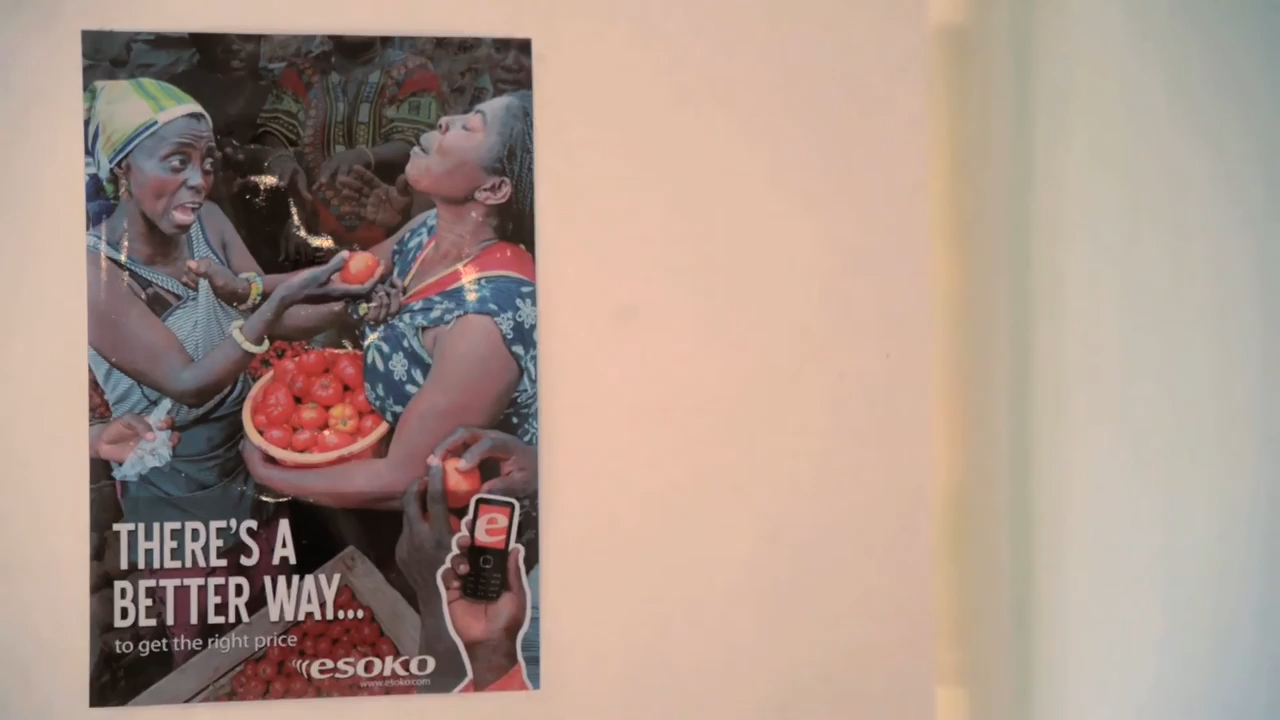 e
THERE'S A
BETTER WAY...
to get the right price
esoko
www.esoko.com